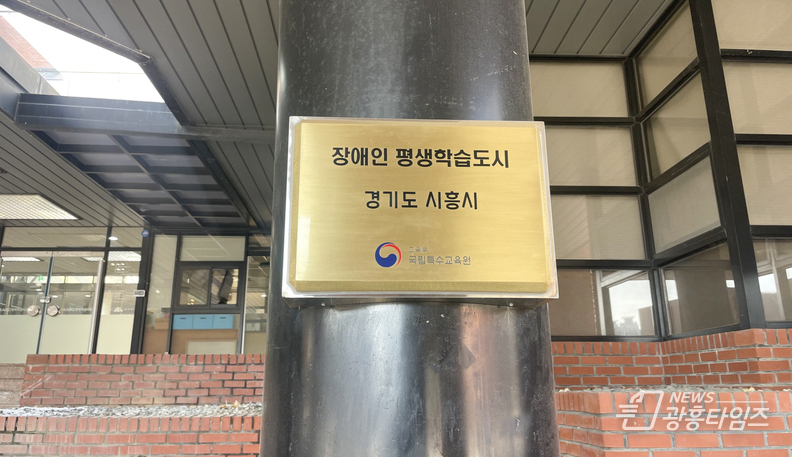 장애인 평생학습도시
경기도 시흥시
교육부
국립특수교육원
NEWS
광흥타임즈